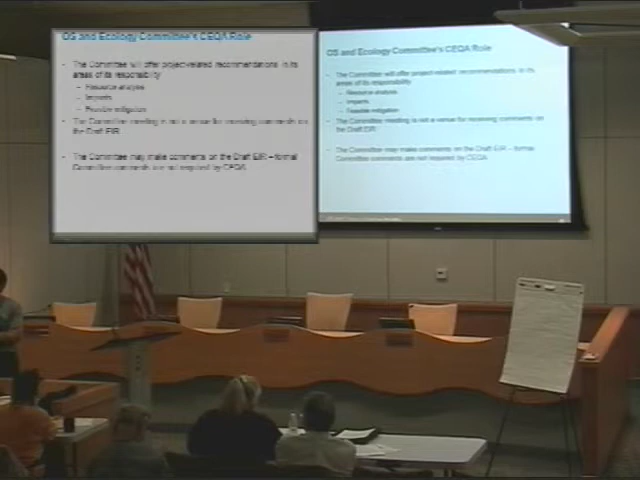 OS and Ecology Committee's CEQA Role
- The Committee will offer project-related recommendations in its
areas of its responsibility
– Resource analysis
– Impacts
– Feasible mitigation
- The Committee meeting is not a venue for receiving comments on
the Draft EIR
- The Committee may make comments on the Draft EIR – formal
Committee comments are not required by CEQA
OS and Ecology Committee's CEQA Role
- The Committee will offer project-related recommendations in its
areas of its responsibility
– Resource analysis
– Impacts
– Feasible mitigation
- The Committee meeting is not a venue for receiving comments on
the Draft EIR
- The Committee may make comments on the Draft EIR – formal
Committee comments are not required by CEQA